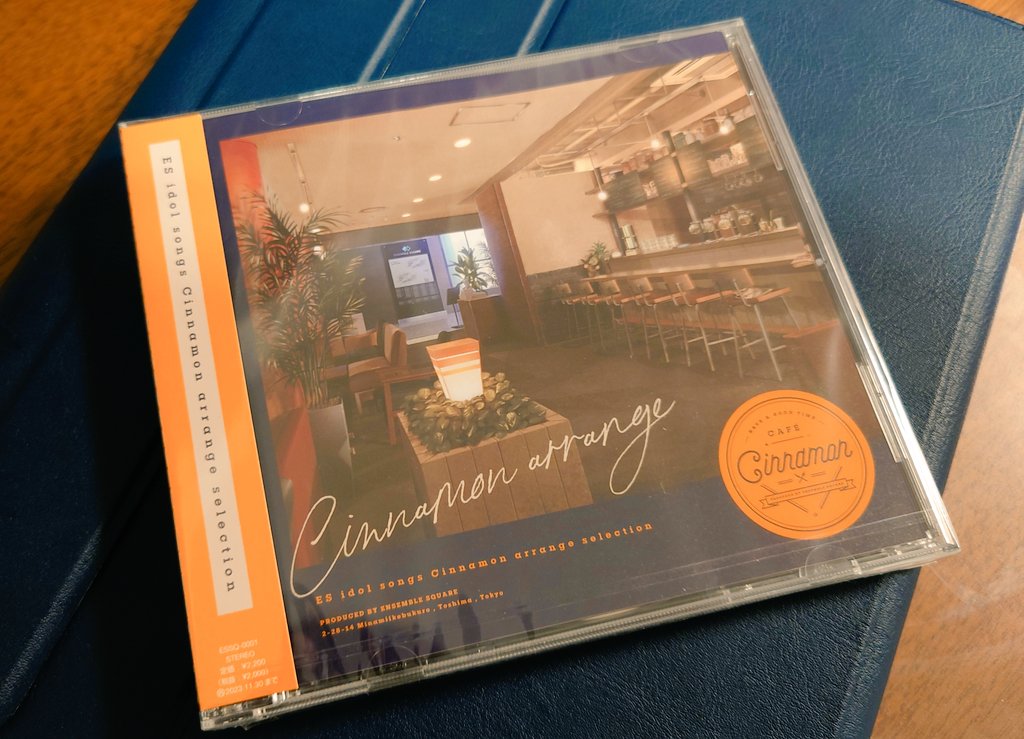 ES idol songs Cinnamon arrange selection
ESSQ-0001
STEREO
定価 ¥2,200
(税抜 ¥2,000)
Cinnamon arrange
ES idol songs Cinnamon arrange selection
PRODUCED BY ENSEMBLE SQUARE
2-28-14 Minamiikebukuro, Toshima, Tokyo
CAFÉ
Cinnamon